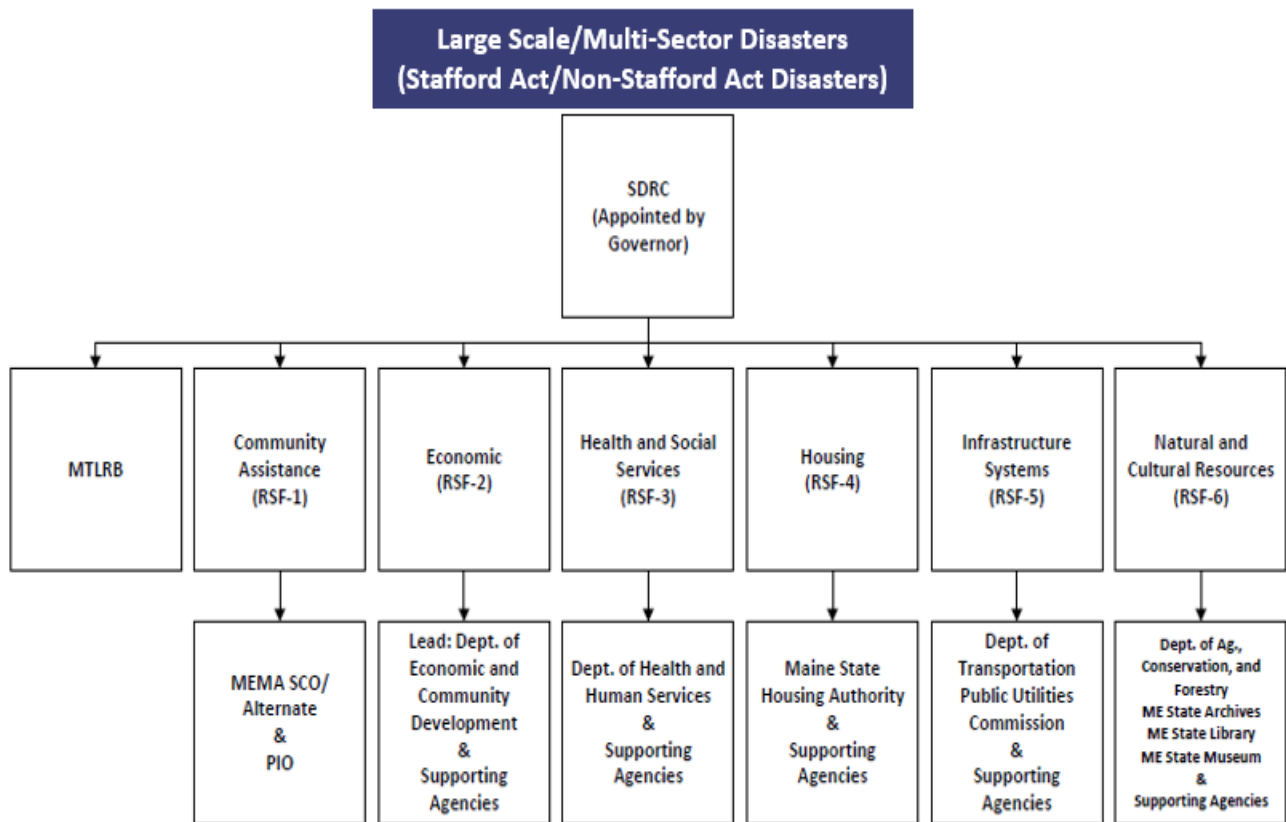 Large Scale/Multi-Sector Disasters
(Stafford Act/Non-Stafford Act Disasters)
SDRC
(Appointed by
Governor)
MTLRB
Community
Assistance
(RSF-1)
Economic
(RSF-2)
Health and Social
Services
(RSF-3)
Housing
(RSF-4)
Infrastructure
Systems
(RSF-5)
Natural and
Cultural Resources
(RSF-6)
MEMA SCO/
Alternate
&
PIO
Lead: Dept. of
Economic and
Community
Development
&
Supporting
Agencies
Dept. of Health and
Human Services
&
Supporting
Agencies
Maine State
Housing Authority
&
Supporting
Agencies
Dept. of
Transportation
Public Utilities
Commission
&
Supporting
Agencies
Dept. of Ag.,
Conservation, and
Forestry
ME State Archives
ME State Library
ME State Museum
&
Supporting Agencies